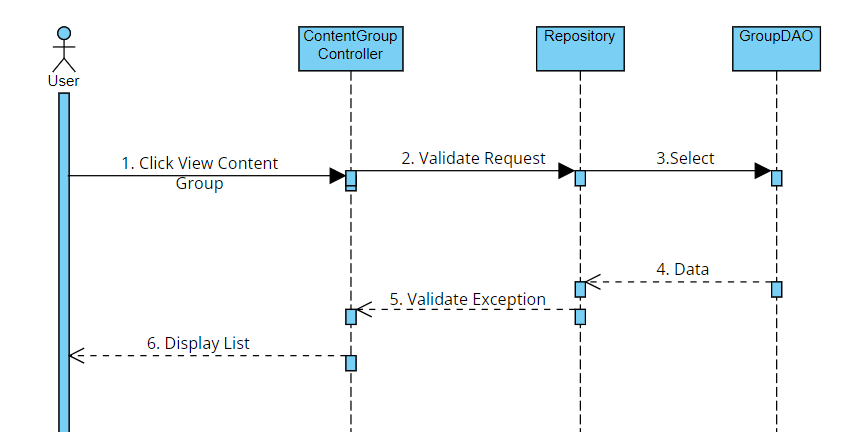 User
ContentGroup
Controller
Repository
GroupDAO
1. Click View Content
Group
2. Validate Request
3.Select
4. Data
5. Validate Exception
6. Display List